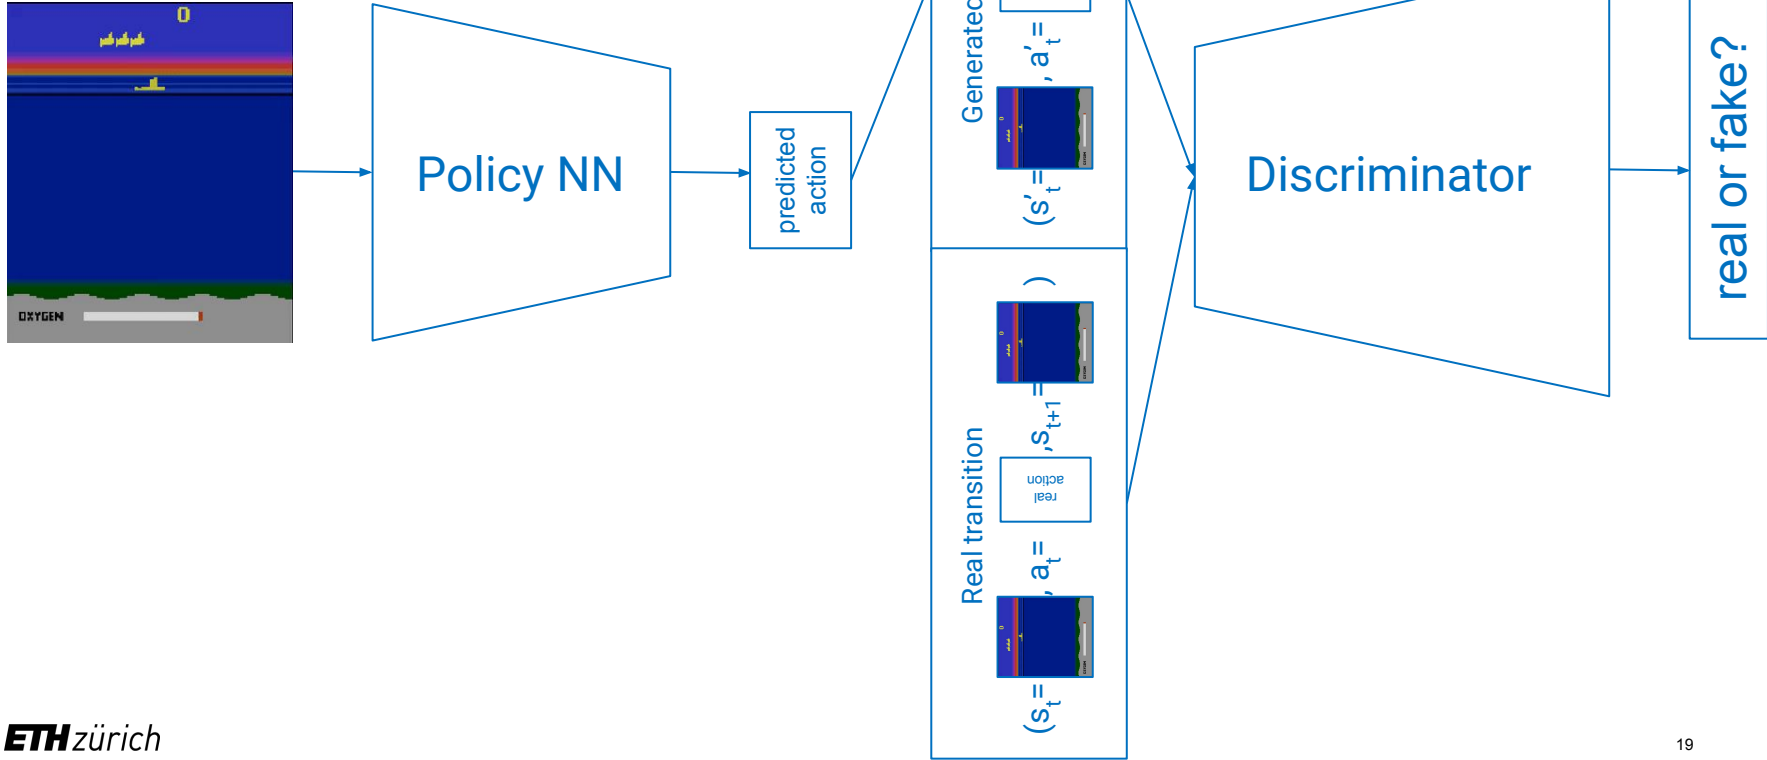 0
OXYGEN
Policy NN
predicted
action
Generated
(s't= , a't=
Real transition
(st= , at= real
action ,st+1= )
Discriminator
real or fake?
ETH zürich
19